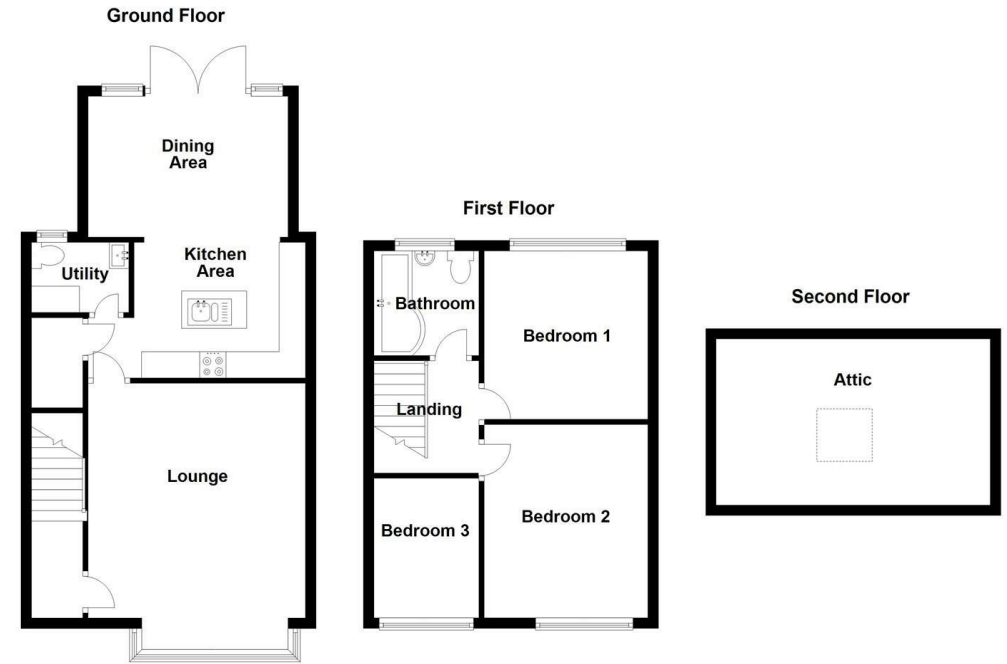 Ground Floor
Dining
Area
Kitchen
Area
Utility
Lounge
First Floor
Bathroom
Bedroom 1
Landing
Bedroom 3
Bedroom 2
Second Floor
Attic